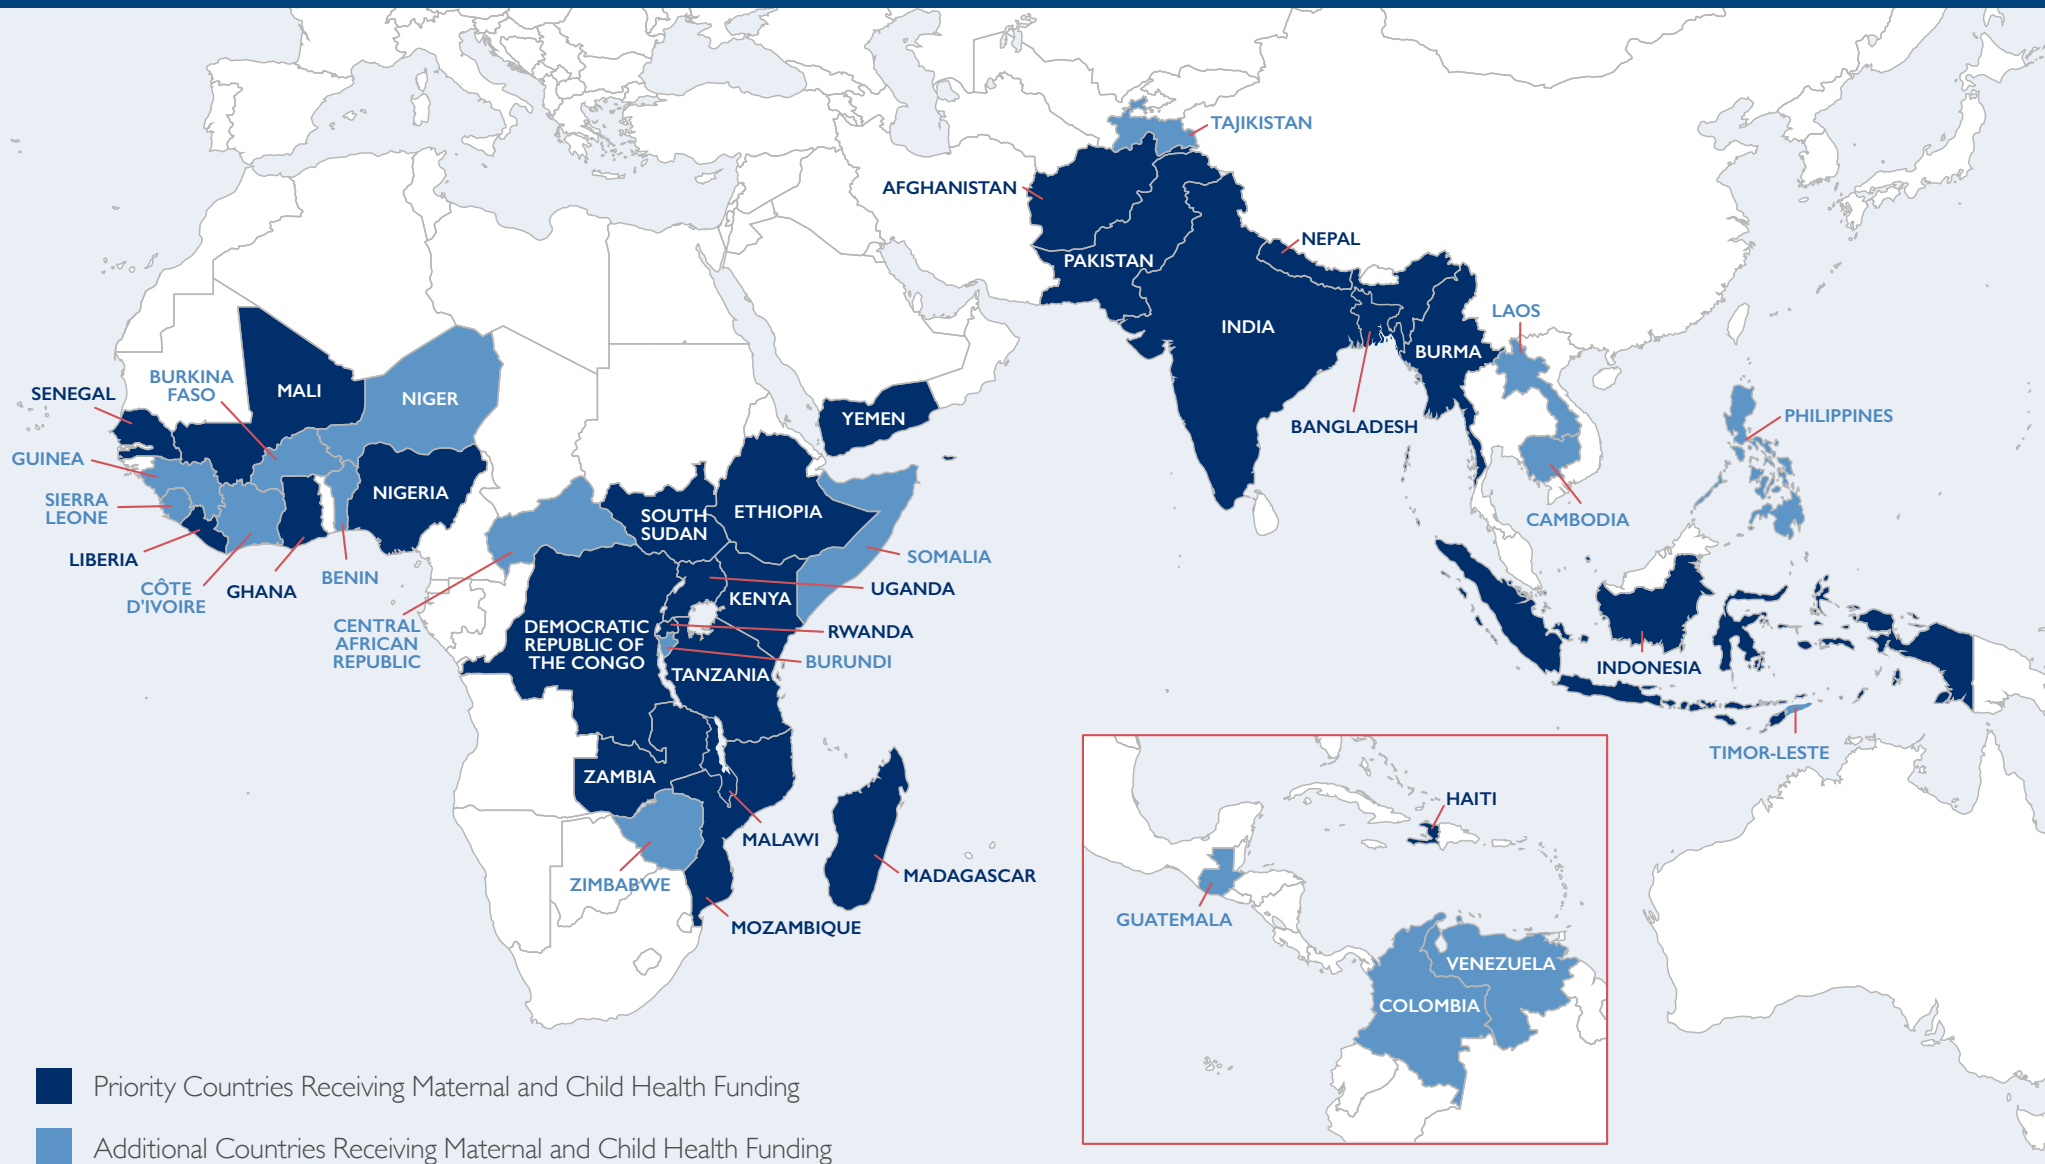 TAJIKISTAN
AFGHANISTAN
NEPAL
PAKISTAN
LAOS
INDIA
BURMA
BURKINA
FASO
MALI
SENEGAL
NIGER
YEMEN
BANGLADESH
PHILIPPINES
GUINEA
NIGERIA
SIERRA
LEONE
SOUTH
SUDAN
ETHIOPIA
CAMBODIA
LIBERIA
SOMALIA
BENIN
CÔTE
D'IVOIRE
GHANA
UGANDA
KENYA
CENTRAL
AFRICAN
REPUBLIC
DEMOCRATIC
REPUBLIC OF
THE CONGO
RWANDA
BURUNDI
TANZANIA
INDONESIA
TIMOR-LESTE
ZAMBIA
MALAWI
HAITI
ZIMBABWE
MADAGASCAR
MOZAMBIQUE
GUATEMALA
VENEZUELA
COLOMBIA
Priority Countries Receiving Maternal and Child Health Funding
Additional Countries Receiving Maternal and Child Health Funding